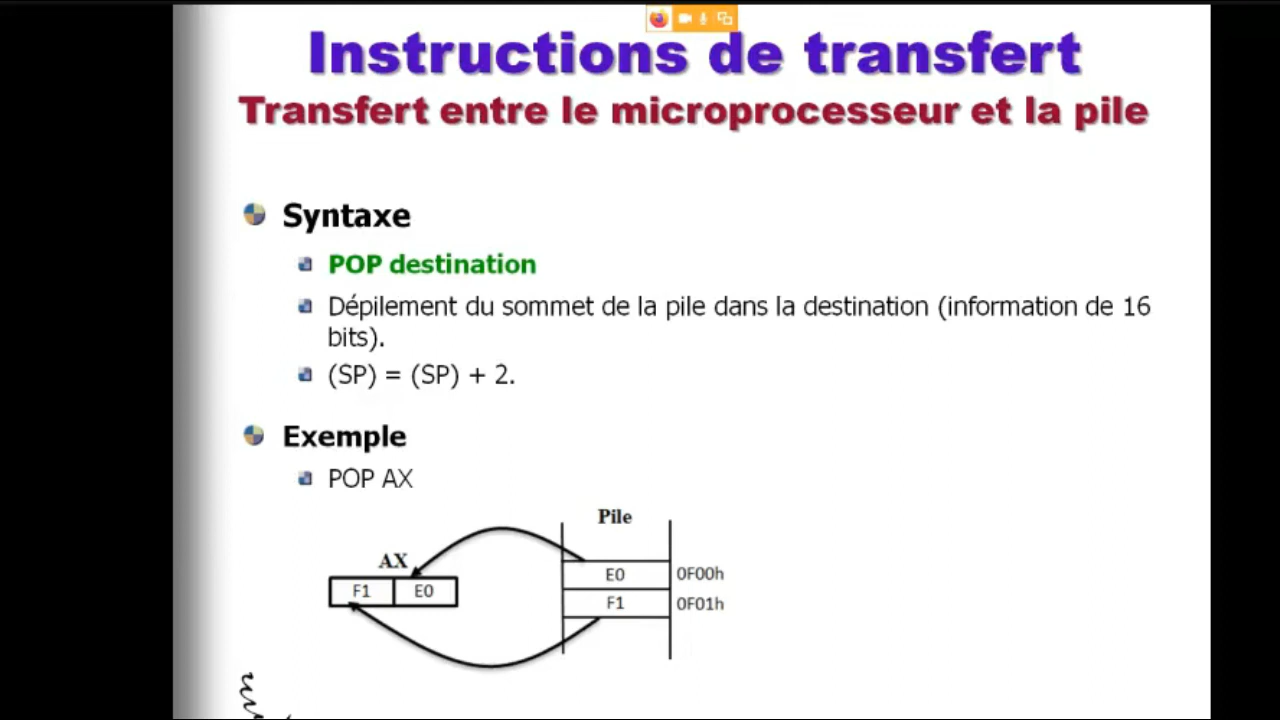 Instructions de transfert
Transfert entre le microprocesseur et la pile
Syntaxe
POP destination
Dépilement du sommet de la pile dans la destination (information de 16
bits).
(SP) = (SP) + 2.
Exemple
POP AX
Pile
AX
E0 0F00h
F1 E0
F1 0F01h